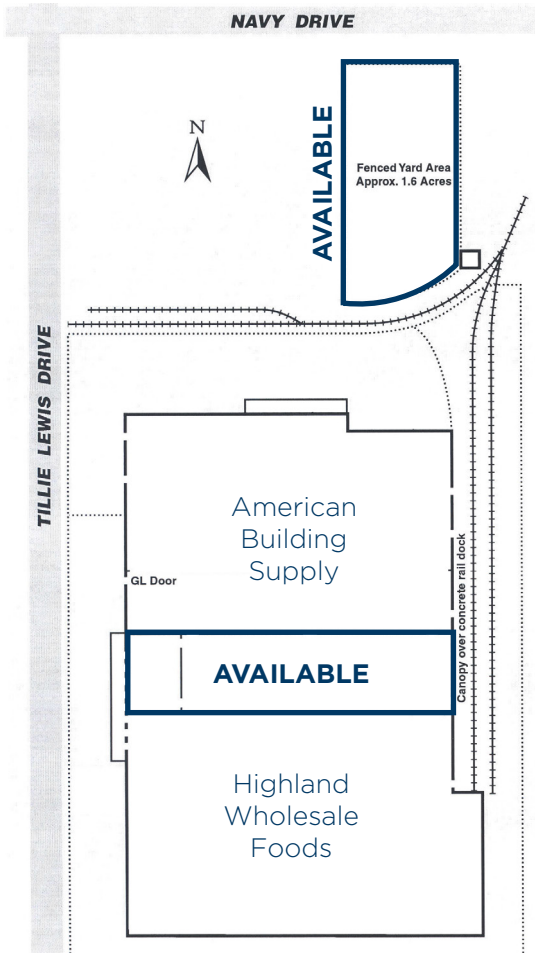 NAVY DRIVE
N
AVAILABLE
Fenced Yard Area
Approx. 1.6 Acres
TILLIE LEWIS DRIVE
American
Building
Supply
GL Door
Canopy over concrete rail dock
AVAILABLE
Highland
Wholesale
Foods